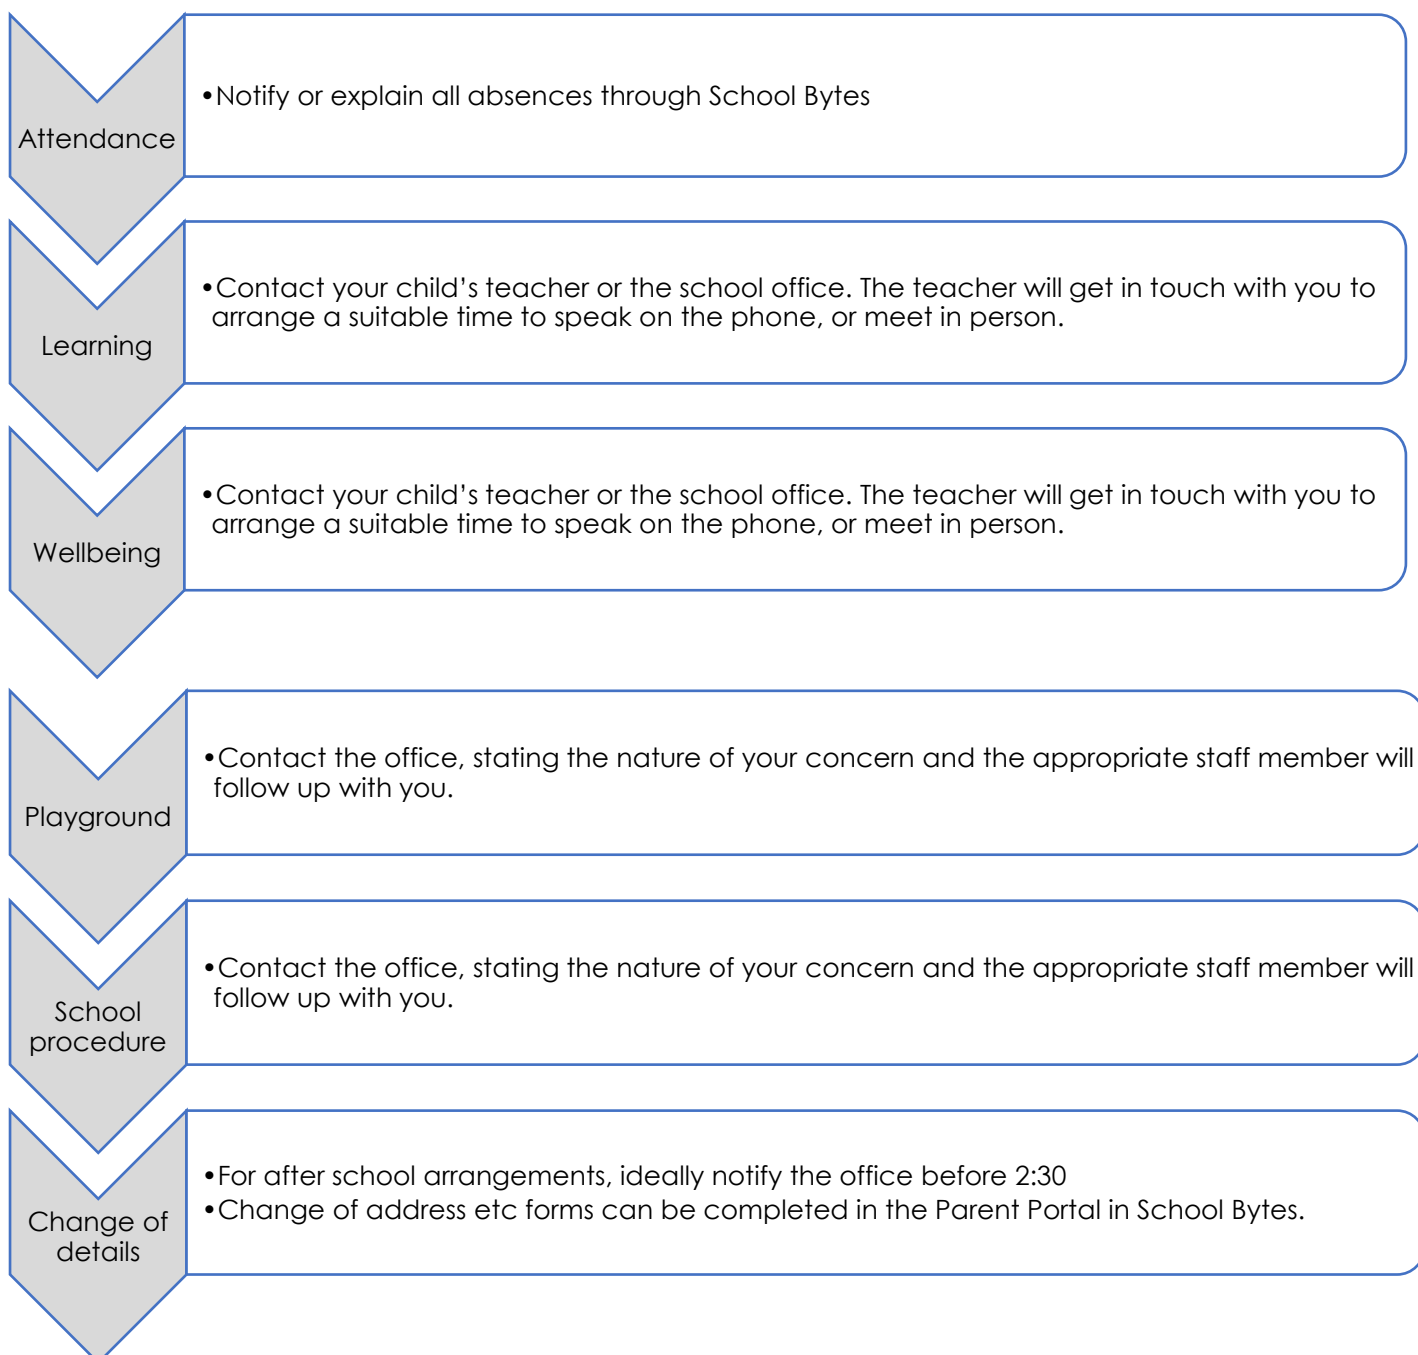 Attendance
•Notify or explain all absences through School Bytes
Learning
•Contact your child’s teacher or the school office. The teacher will get in touch with you to
arrange a suitable time to speak on the phone, or meet in person.
Wellbeing
•Contact your child’s teacher or the school office. The teacher will get in touch with you to
arrange a suitable time to speak on the phone, or meet in person.
Playground
•Contact the office, stating the nature of your concern and the appropriate staff member will
follow up with you.
School
procedure
•Contact the office, stating the nature of your concern and the appropriate staff member will
follow up with you.
Change of
details
•For after school arrangements, ideally notify the office before 2:30
•Change of address etc forms can be completed in the Parent Portal in School Bytes.